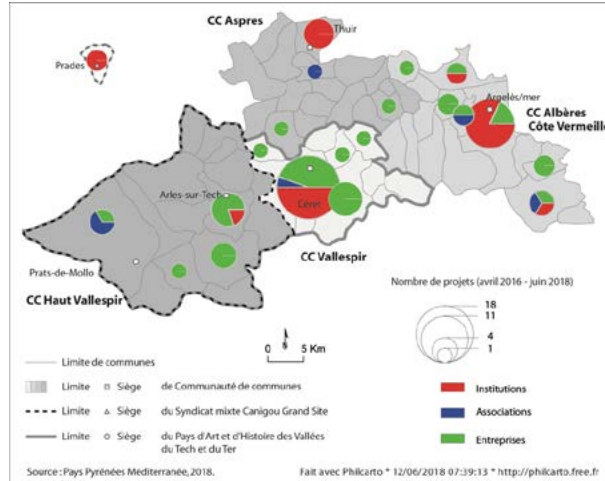 CC Aspres
Thuir
Prades
Argelès/mer
CC Albères
Côte Vermeille
Arles-sur-Tech
Céret
Prats-de-Mollo
CC Vallespir
CC Haut Vallespir
Nombre de projets (avril 2016 - juin 2018)
18
11
4
1
N
0 5 Km
Limite de communes
Limite Siège de Communauté de communes
Limite Siège du Syndicat mixte Canigou Grand Site
Limite Siège du Pays d'Art et d'Histoire des Vallées
du Tech et du Ter
Institutions
Associations
Entreprises
Source : Pays Pyrénées Méditerranée, 2018.
Fait avec Philcarto * 12/06/2018 07:39:13 * http://philcarto.free.fr